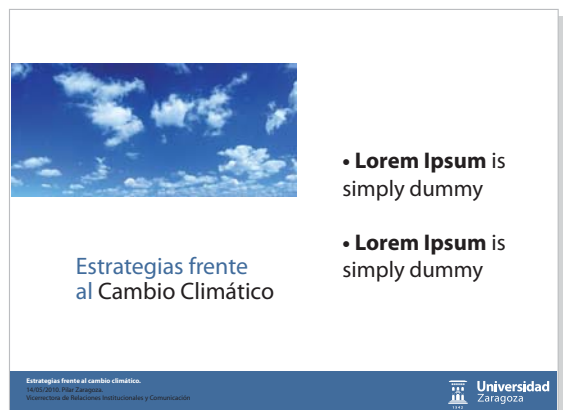 • Lorem Ipsum is
simply dummy
• Lorem Ipsum is
simply dummy
Estrategias frente
al Cambio Climático
Estrategias frente al cambio climático.
14/05/2010. Pilar Zaragoza.
Vicerrectora de Relaciones Institucionales y Comunicación
Universidad
Zaragoza
1542